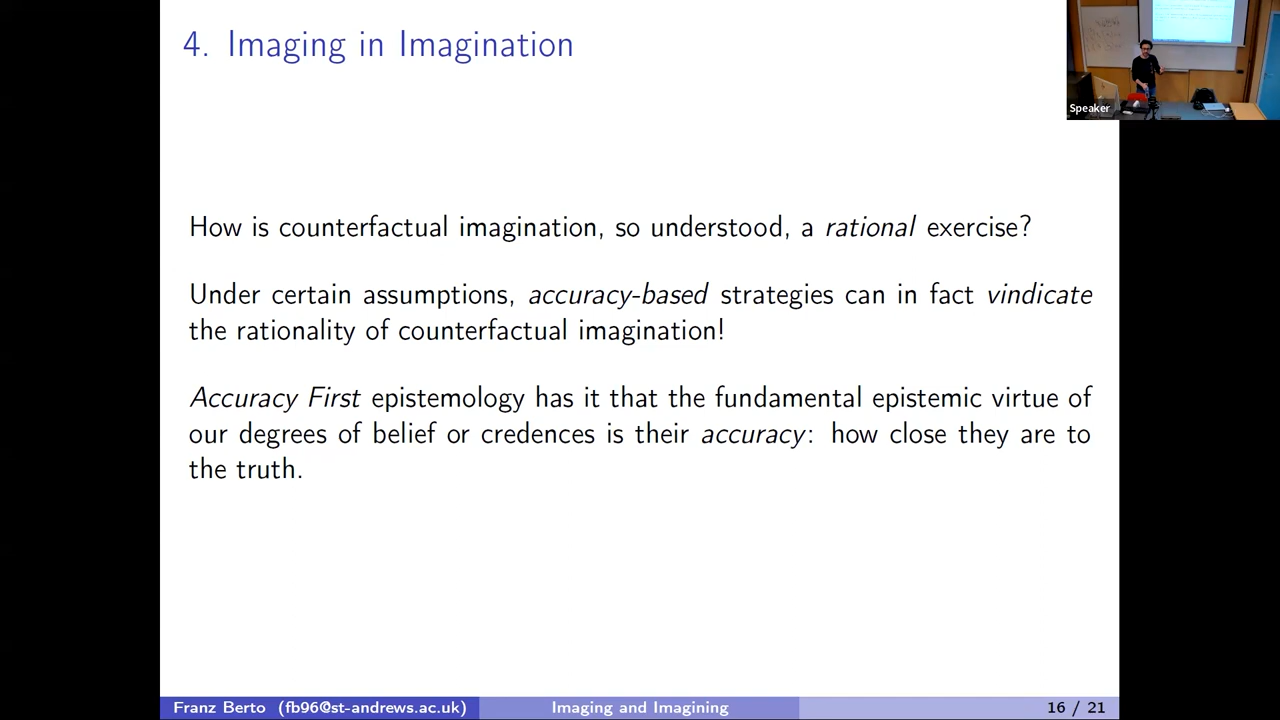 4. Imaging in Imagination
Speaker
How is counterfactual imagination, so understood, a rational exercise?
Under certain assumptions, accuracy-based strategies can in fact vindicate
the rationality of counterfactual imagination!
Accuracy First epistemology has it that the fundamental epistemic virtue of
our degrees of belief or credences is their accuracy: how close they are to
the truth.
Franz Berto (fb96@st-andrews.ac.uk) Imaging and Imagining 16 / 21